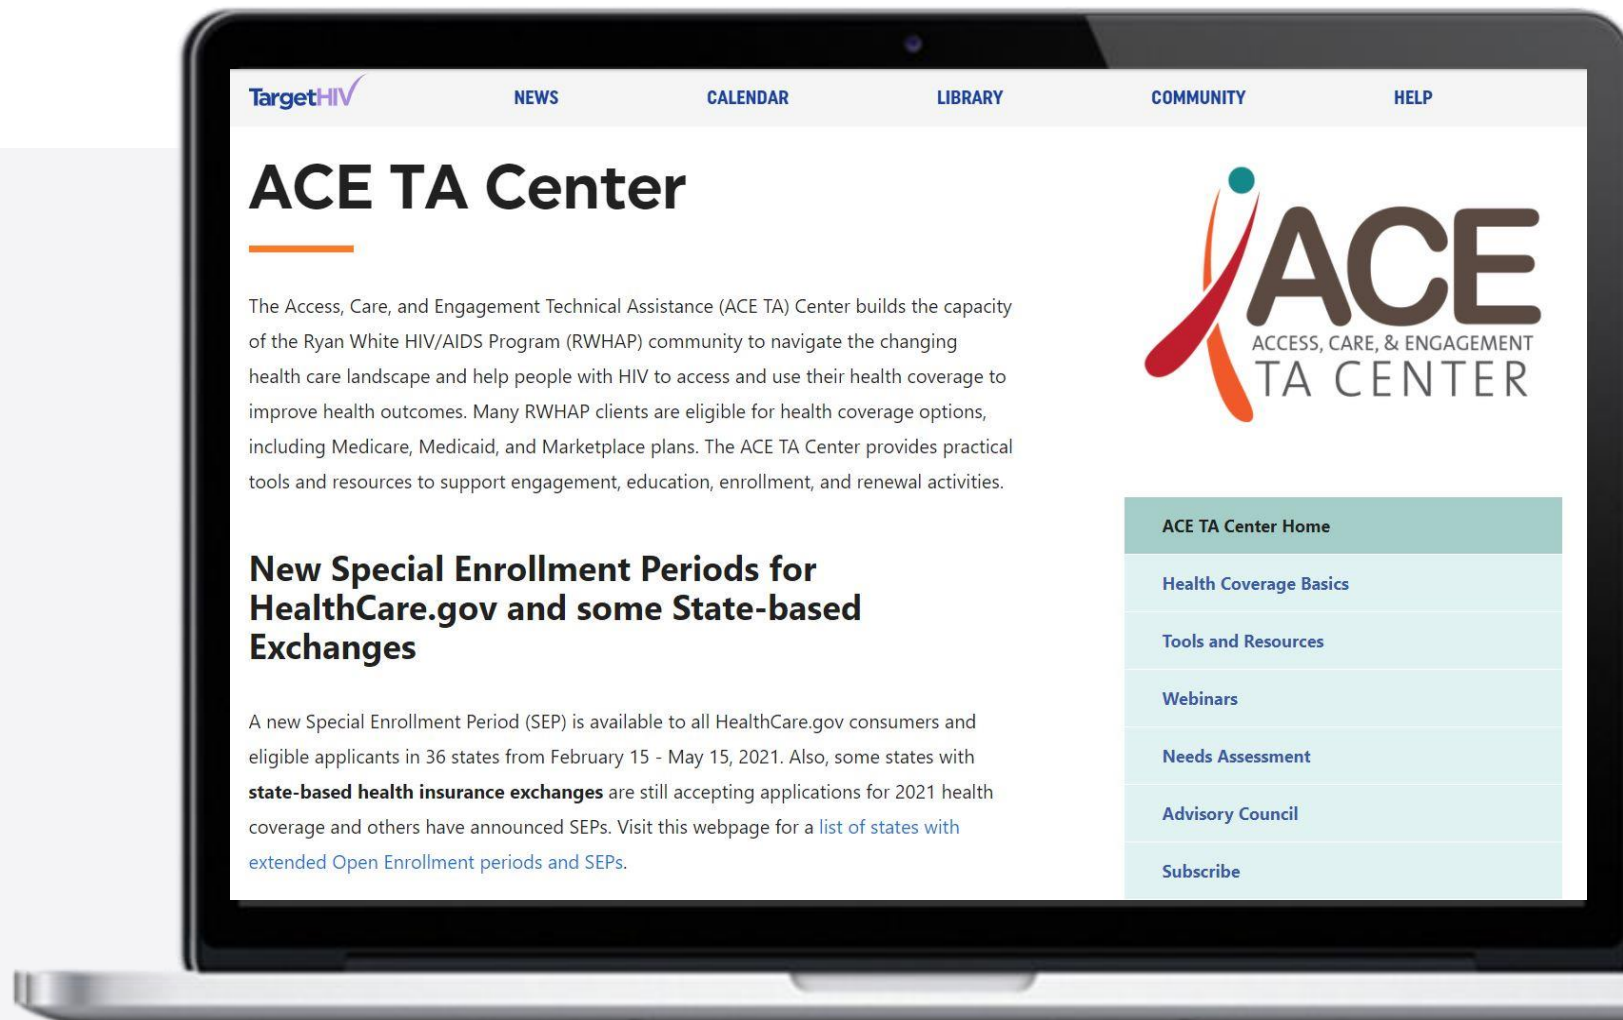 TargetHIV NEWS CALENDAR LIBRARY COMMUNITY HELP
ACE TA Center
The Access, Care, and Engagement Technical Assistance (ACE TA) Center builds the capacity
of the Ryan White HIV/AIDS Program (RWHAP) community to navigate the changing
health care landscape and help people with HIV to access and use their health coverage to
improve health outcomes. Many RWHAP clients are eligible for health coverage options,
including Medicare, Medicaid, and Marketplace plans. The ACE TA Center provides practical
tools and resources to support engagement, education, enrollment, and renewal activities.
New Special Enrollment Periods for
HealthCare.gov and some State-based
Exchanges
A new Special Enrollment Period (SEP) is available to all HealthCare.gov consumers and
eligible applicants in 36 states from February 15 - May 15, 2021. Also, some states with
state-based health insurance exchanges are still accepting applications for 2021 health
coverage and others have announced SEPs. Visit this webpage for a list of states with
extended Open Enrollment periods and SEPs.
ACE
ACCESS, CARE, & ENGAGEMENT
TA CENTER
ACE TA Center Home
Health Coverage Basics
Tools and Resources
Webinars
Needs Assessment
Advisory Council
Subscribe